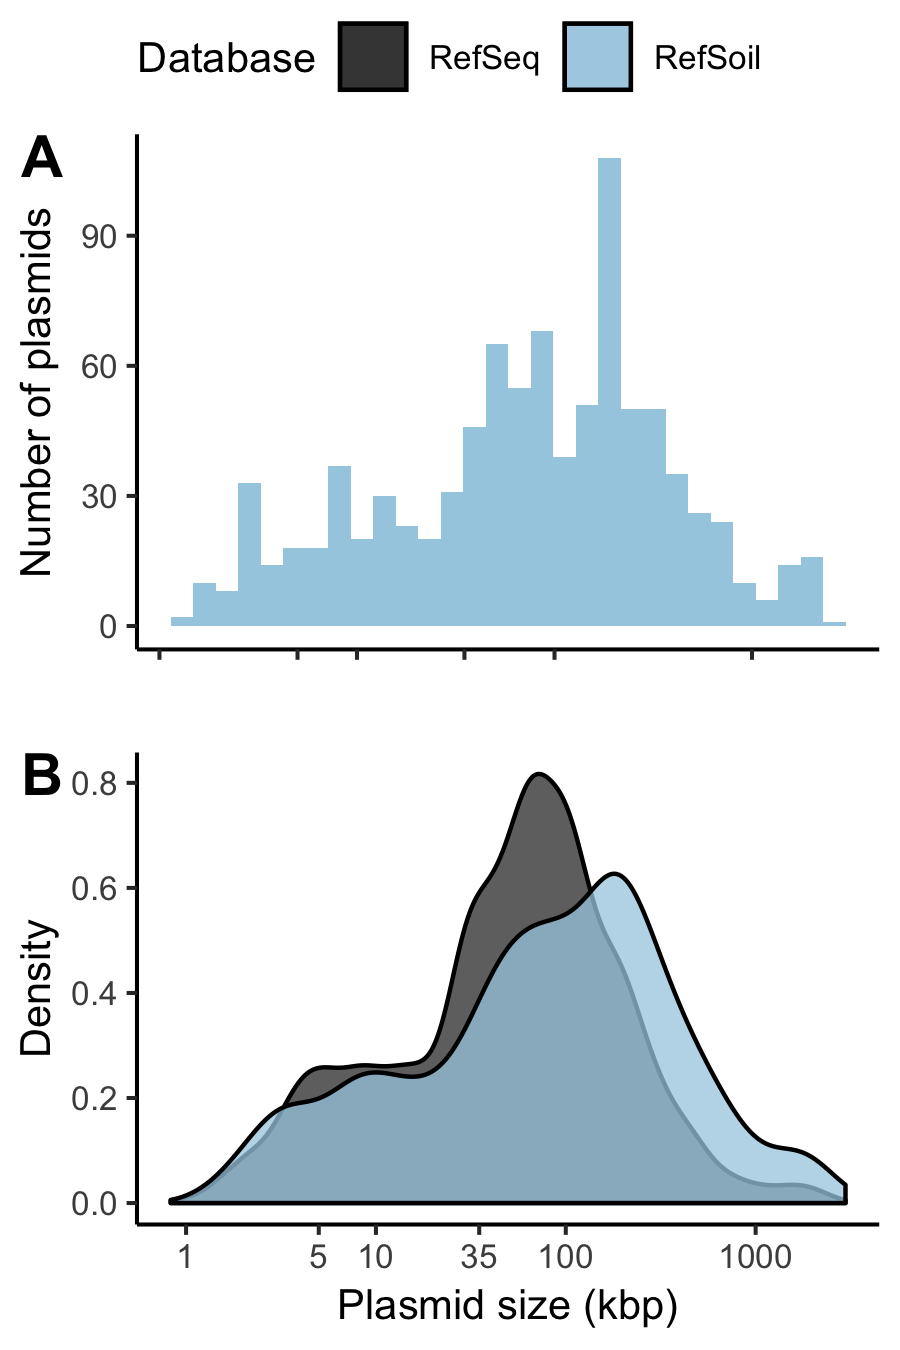 Database RefSeq RefSoil
A
Number of plasmids
90
60
30
0
B
Density
0.8
0.6
0.4
0.2
0.0
1 5 10 35 100 1000
Plasmid size (kbp)